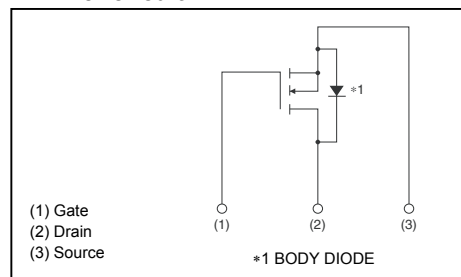 *1
(1) Gate
(2) Drain
(3) Source
(1) (2) (3)
*1 BODY DIODE